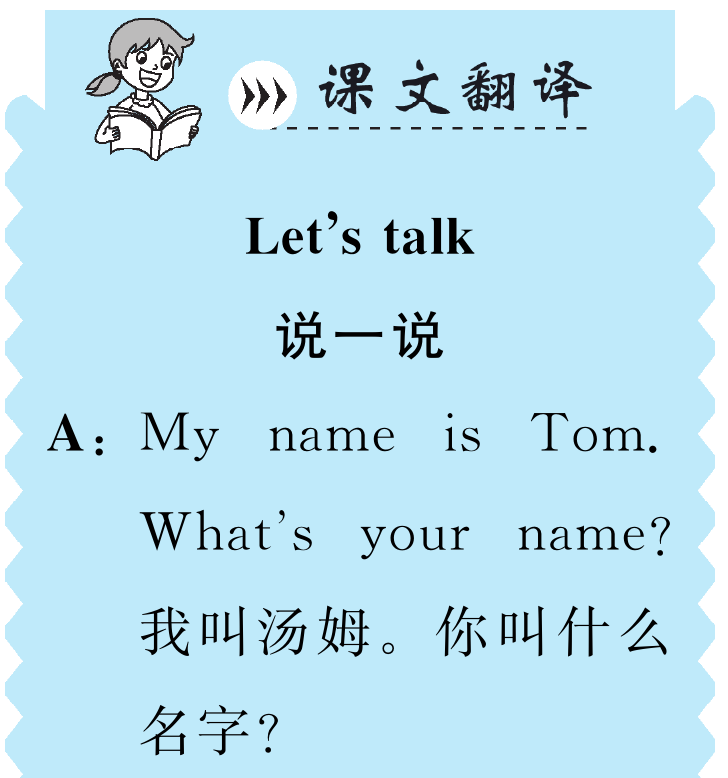 课文翻译
Let's talk
说一说
A: My name is Tom.
What's your name?
我叫汤姆。你叫什么
名字?